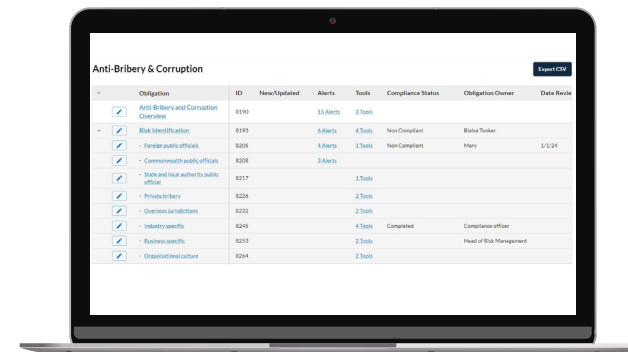 Anti-Bribery & Corruption
Export CSV
Obligation ID New/Updated Alerts Tools Compliance Status Obligation Owner Date Revie
Anti-Bribery and Corruption
Overview 8190 15 Alerts 3 Tools
Risk Identification 8193 6 Alerts 4 Tools Non Compliant Blaise Tooker
- Foreign public officials 8205 4 Alerts 1 Tools Non Compliant Mary 1/1/24
- Commonwealth public officials 8208 3 Alerts
- State and local authority public
official 8217 1 Tools
- Private bribery 8226 2 Tools
- Overseas jurisdictions 8232 2 Tools
- Industry specific 8245 4 Tools Completed Compliance officer
- Business specific 8253 2 Tools Head of Risk Management
- Organisational culture 8264 2 Tools